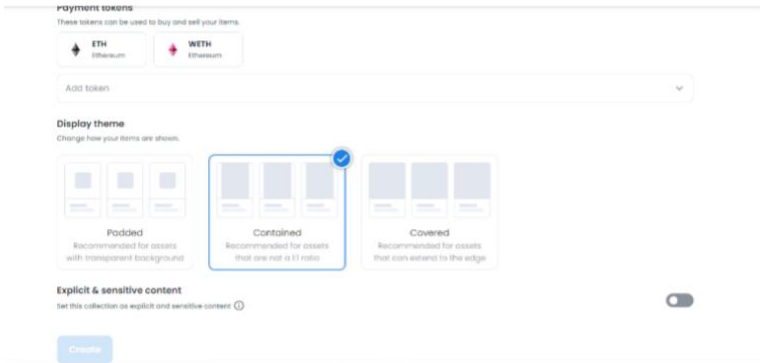 Payment tokens
These tokens can be used to buy and sell your items.
ETH
Ethereum
WETH
Ethereum
Add token
Display theme
Change how your items are shown.
Padded
Recommended for assets
with transparent background
Contained
Recommended for assets
that are not a 1:1 ratio
Covered
Recommended for assets
that can extend to the edge
Explicit & sensitive content
Set this collection as explicit and sensitive content
Create